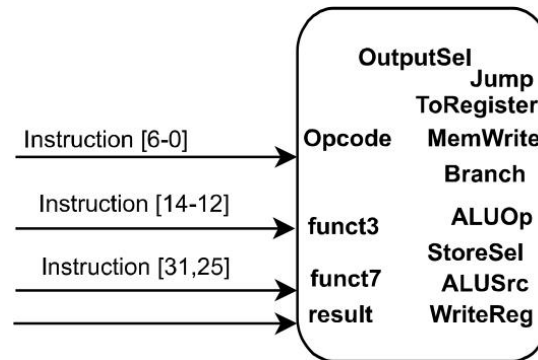 OutputSel
Jump
ToRegister
Instruction [6-0]
Opcode MemWrite
Branch
Instruction [14-12]
funct3 ALUOp
StoreSel
Instruction [31,25]
funct7 ALUSrc
result WriteReg